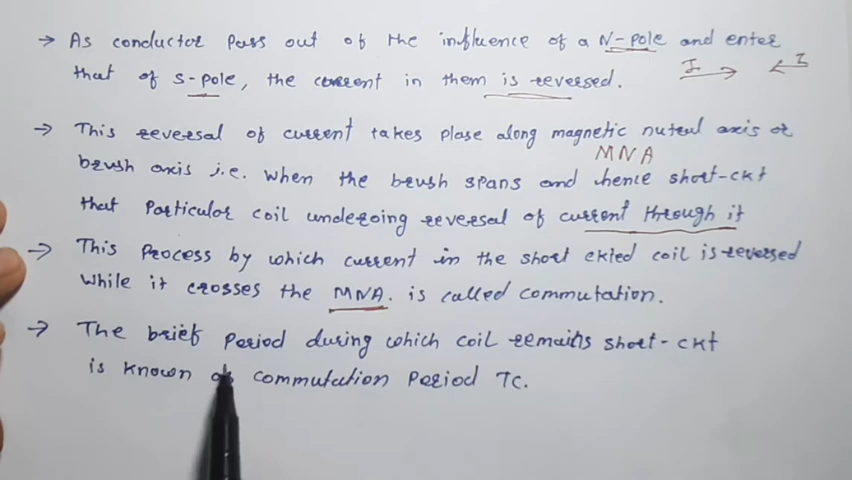 → As conductor Pass out of the influence of a N-pole and enter
that of S-pole, the current in them is reversed. I I
→ This reversal of current takes plase along magnetic nutral axis or
MNA
brush axis i.e. when the brush spans and hence short-ckt
that Particular coil undergoing reversal of current through it
→ This Process by which current in the short ckted coil is reversed
While it crosses the MNA. is called commutation.
→ The brief Period during which coil remains short-ckt
is known as commutation Period Tc.